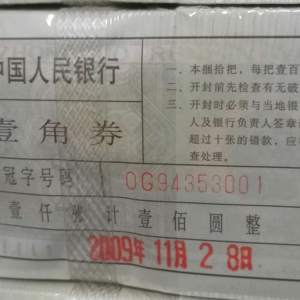 中国人民银行
壹角券
冠字号码 OG94353001
壹仟张计壹佰圆整
2009年11月28日
一、本捆拾把，每把壹百
二、开封前先检查有无破
三、开封时必须与当地银
人及银行负责人签章
超过十张的错款，应
查处理。